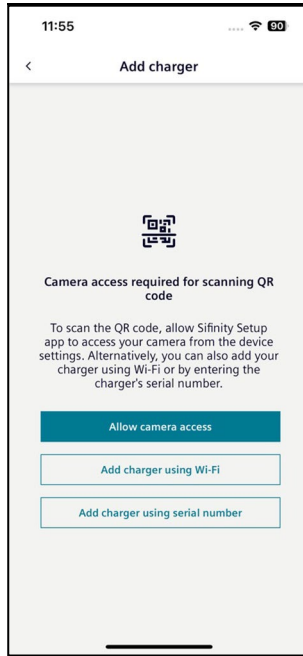 11:55
90
Add charger
Camera access required for scanning QR
code
To scan the QR code, allow Sifinity Setup
app to access your camera from the device
settings. Alternatively, you can also add your
charger using Wi-Fi or by entering the
charger's serial number.
Allow camera access
Add charger using Wi-Fi
Add charger using serial number